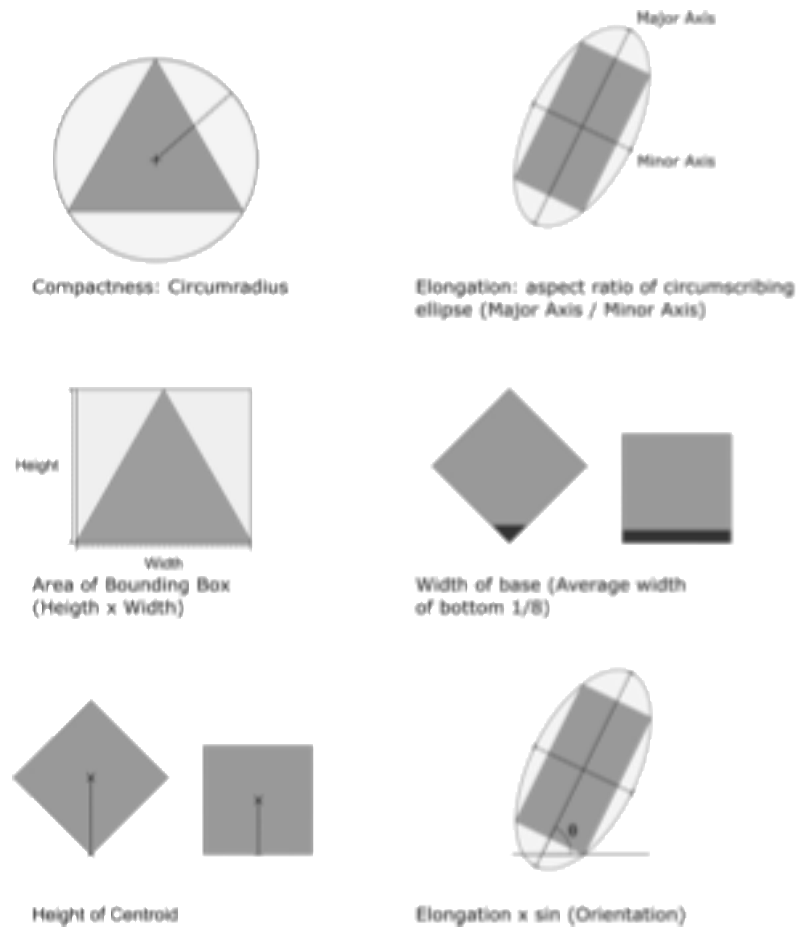 Major Axis
Minor Axis
Compactness: Circumradius
Elongation: aspect ratio of circumscribing
ellipse (Major Axis / Minor Axis)
Height
Width
Area of Bounding Box
(Heigth x Width)
Width of base (Average width
of bottom 1/8)
θ
Height of Centroid
Elongation x sin (Orientation)